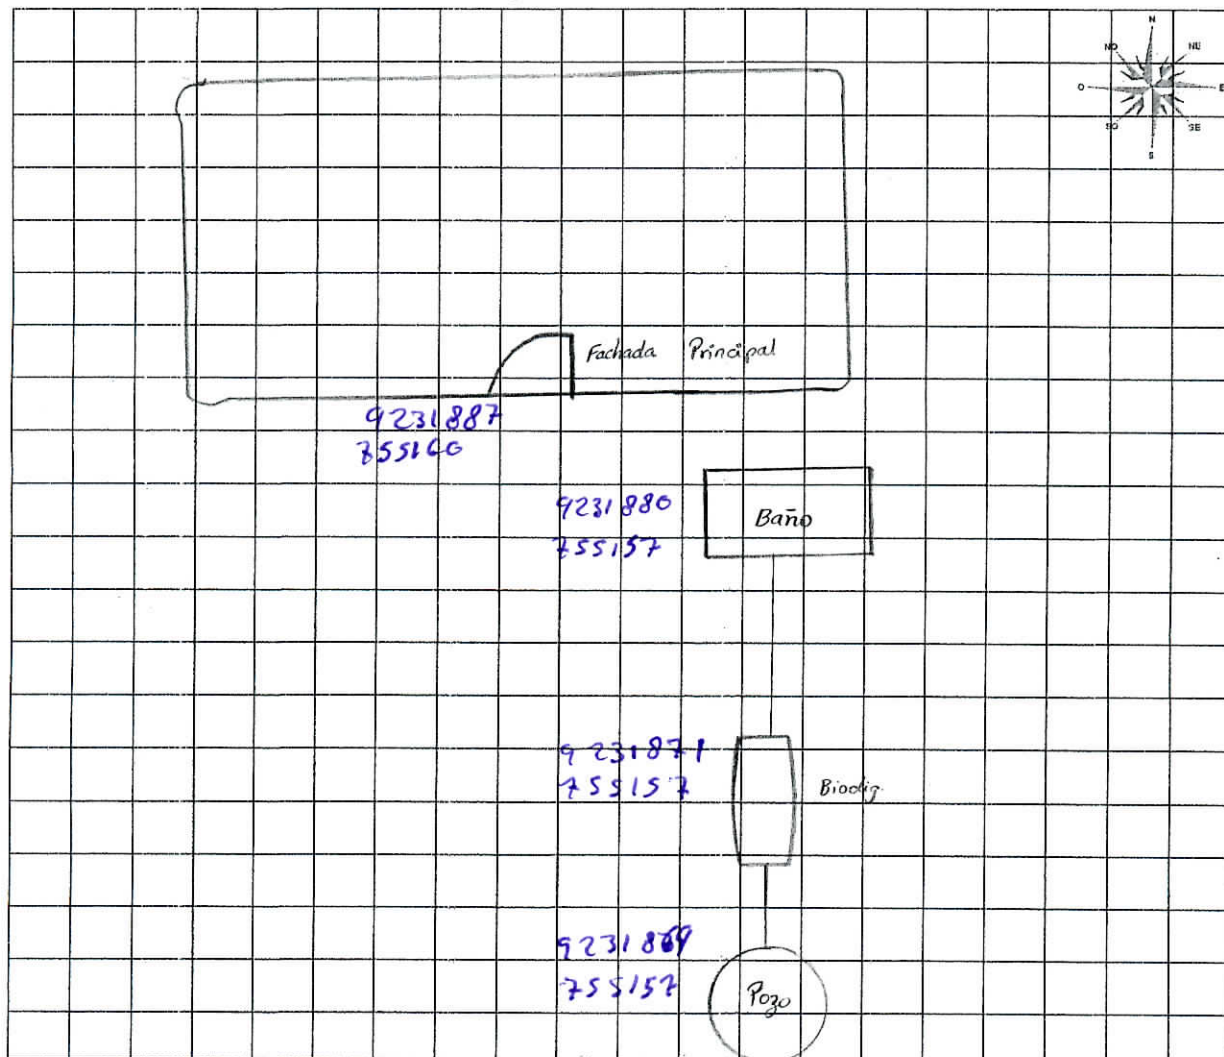 N
NO NE
O E
SO SE
S
Fachada Principal
9231887
755160
9231880
755157
Baño
9231871
755157
Biodig.
9231869
755157
Pozo